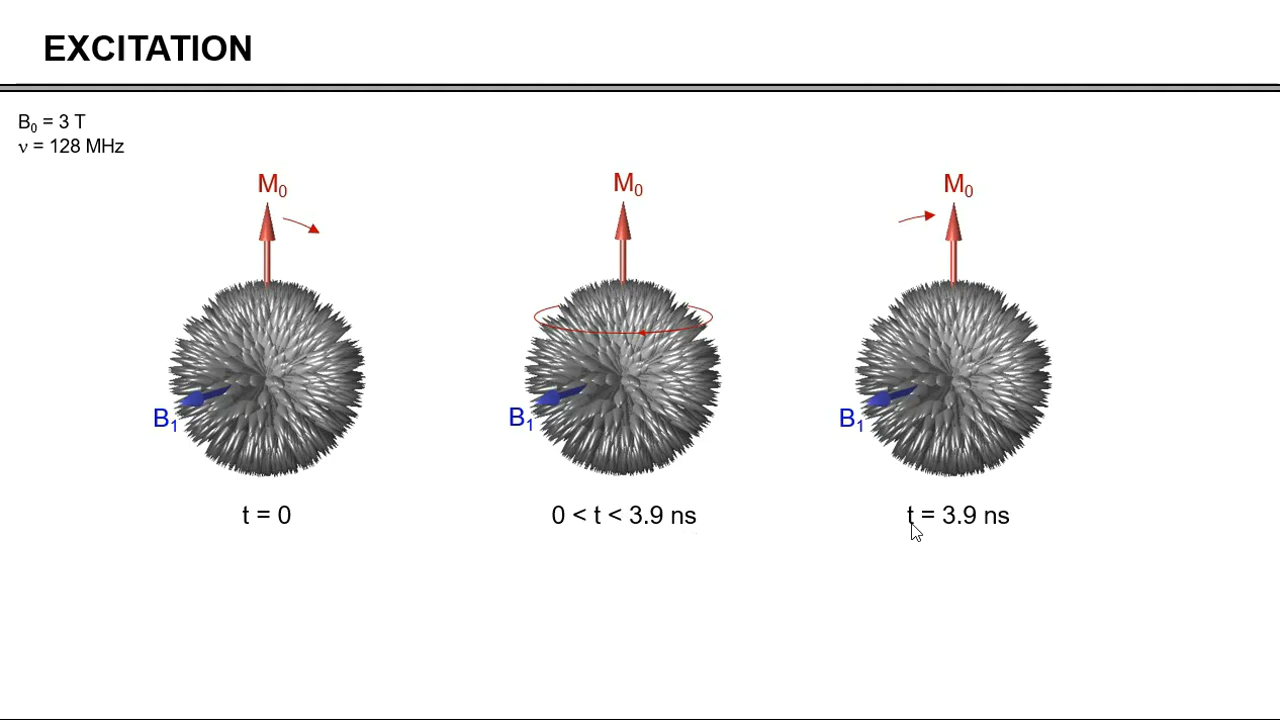 EXCITATION
B₀ = 3 T
ν = 128 MHz
M₀
M₀
M₀
B₁
B₁
B₁
t = 0
0 < t < 3.9 ns
t = 3.9 ns